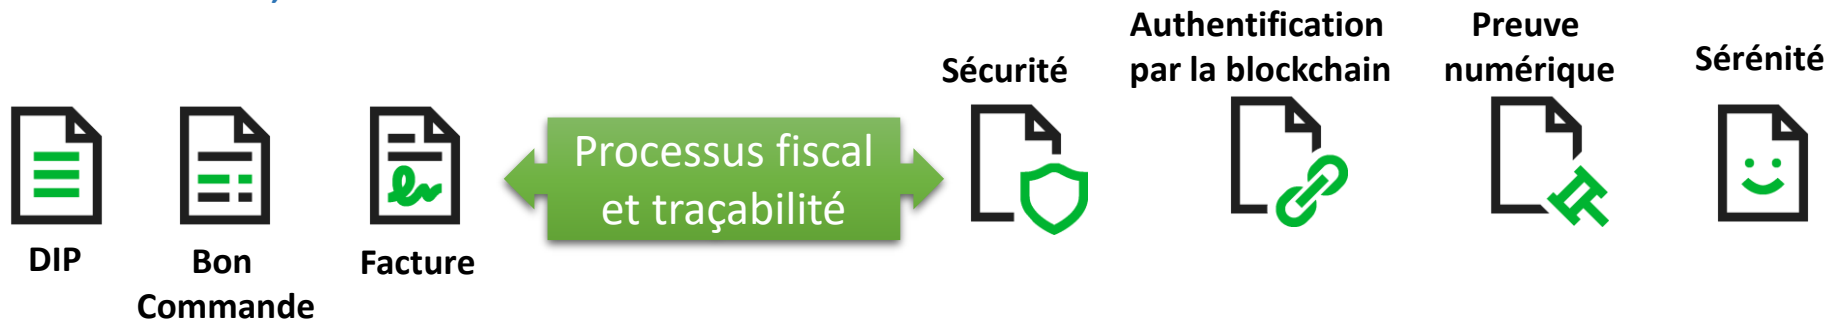 Authentification
par la blockchain
Preuve
numérique
Sécurité
Sérénité
Processus fiscal
et traçabilité
DIP
Bon
Commande
Facture